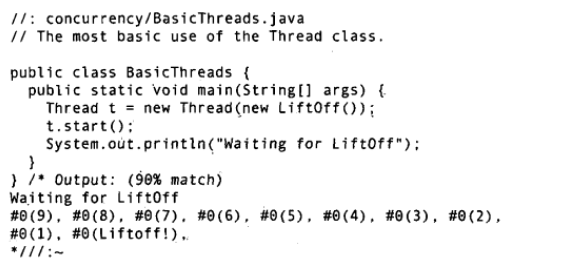 //: concurrency/BasicThreads.java
// The most basic use of the Thread class.
public class BasicThreads {
public static void main(String[] args) {
Thread t = new Thread(new LiftOff());
t.start();
System.out.println("Waiting for LiftOff");
}
} /* Output: (90% match)
Waiting for LiftOff
#0(9), #0(8), #0(7), #0(6), #0(5), #0(4), #0(3), #0(2),
#0(1), #0(Liftoff!),
*///:~